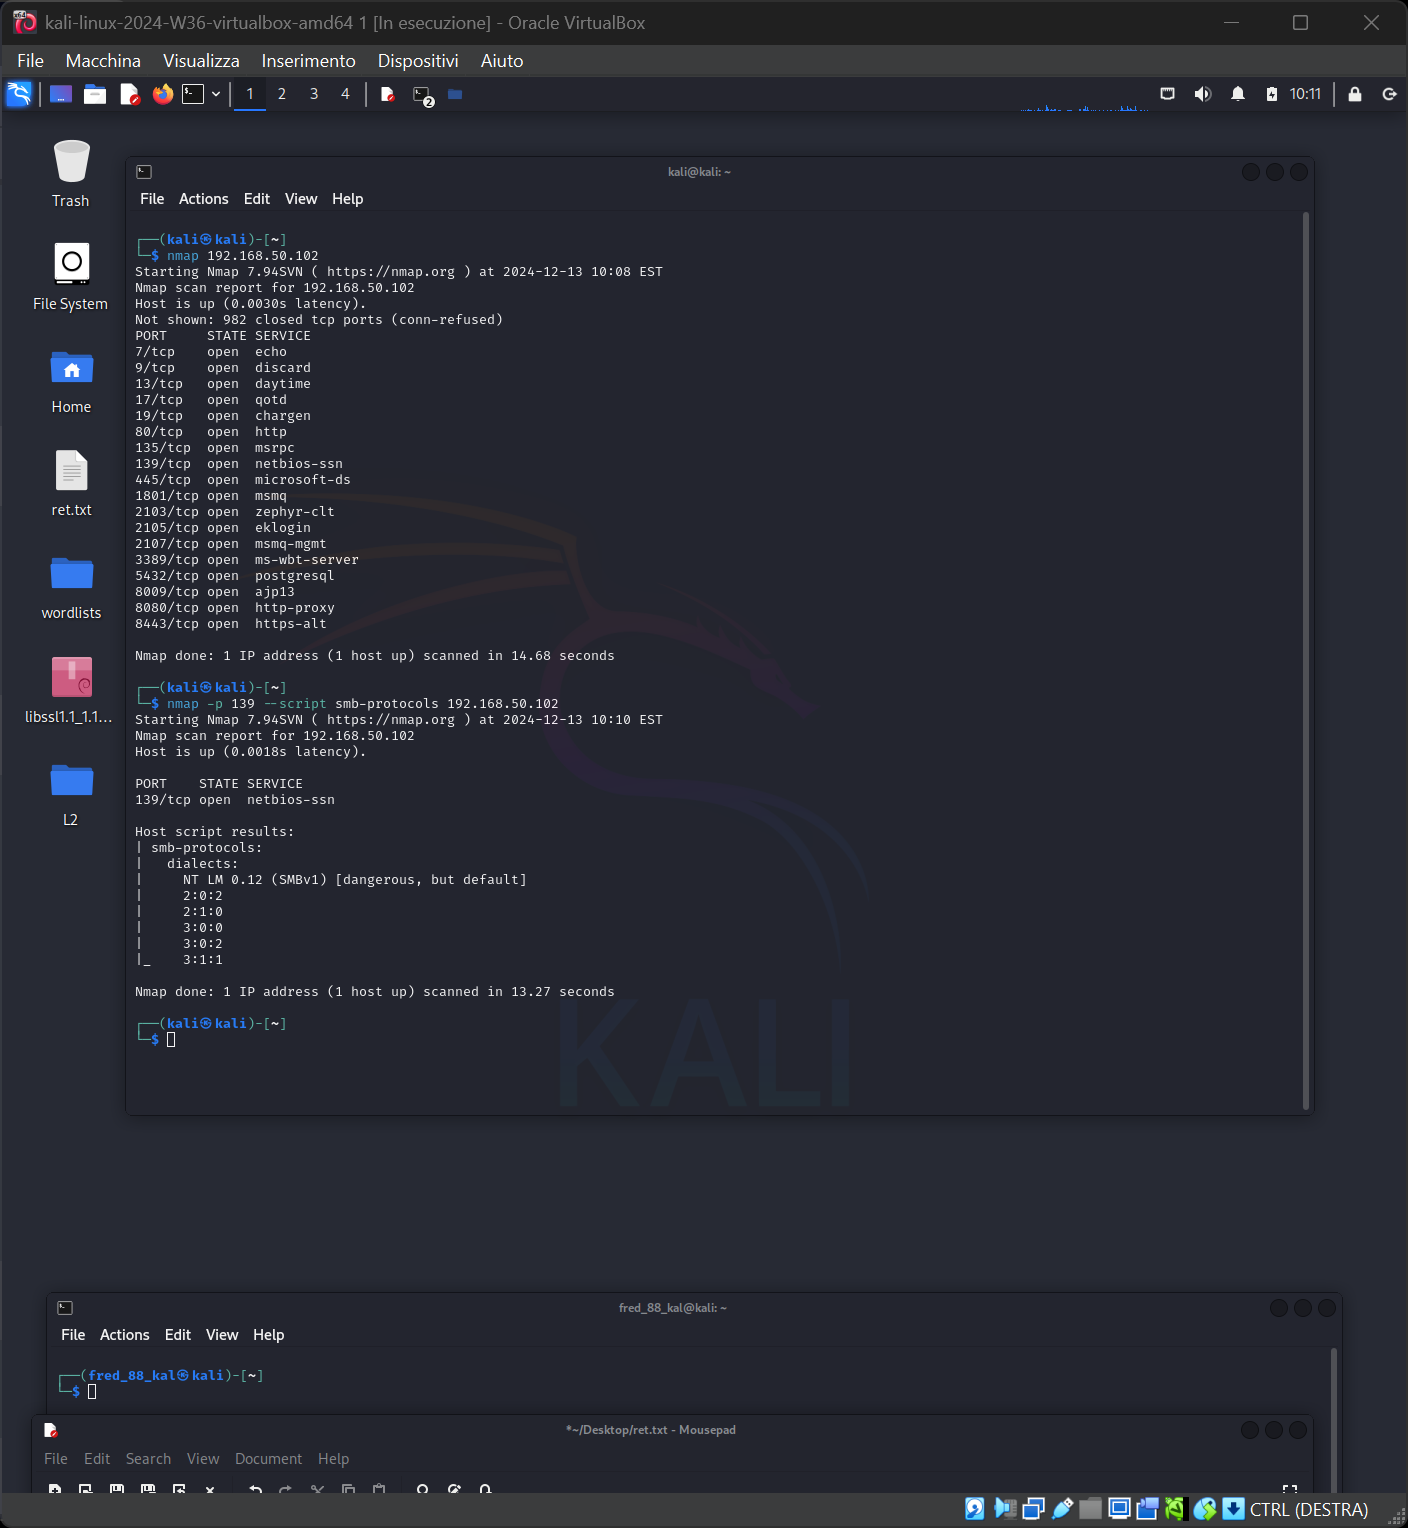 kali-linux-2024-W36-virtualbox-amd64 1 [In esecuzione] - Oracle VirtualBox
File Macchina Visualizza Inserimento Dispositivi Aiuto
1 2 3 4 2 10:11
Trash
File System
Home
ret.txt
wordlists
libssl1.1_1.1...
L2
kali@kali: ~
File Actions Edit View Help
┌──(kali㉿kali)-[~]
└─$ nmap 192.168.50.102
Starting Nmap 7.94SVN ( https://nmap.org ) at 2024-12-13 10:08 EST
Nmap scan report for 192.168.50.102
Host is up (0.0030s latency).
Not shown: 982 closed tcp ports (conn-refused)
PORT     STATE SERVICE
7/tcp    open  echo
9/tcp    open  discard
13/tcp   open  daytime
17/tcp   open  qotd
19/tcp   open  chargen
80/tcp   open  http
135/tcp  open  msrpc
139/tcp  open  netbios-ssn
445/tcp  open  microsoft-ds
1801/tcp open  msmq
2103/tcp open  zephyr-clt
2105/tcp open  eklogin
2107/tcp open  msmq-mgmt
3389/tcp open  ms-wbt-server
5432/tcp open  postgresql
8009/tcp open  ajp13
8080/tcp open  http-proxy
8443/tcp open  https-alt
Nmap done: 1 IP address (1 host up) scanned in 14.68 seconds
┌──(kali㉿kali)-[~]
└─$ nmap -p 139 --script smb-protocols 192.168.50.102
Starting Nmap 7.94SVN ( https://nmap.org ) at 2024-12-13 10:10 EST
Nmap scan report for 192.168.50.102
Host is up (0.0018s latency).
PORT    STATE SERVICE
139/tcp open  netbios-ssn
Host script results:
| smb-protocols:
|   dialects:
|     NT LM 0.12 (SMBv1) [dangerous, but default]
|     2:0:2
|     2:1:0
|     3:0:0
|     3:0:2
|_    3:1:1
Nmap done: 1 IP address (1 host up) scanned in 13.27 seconds
┌──(kali㉿kali)-[~]
└─$
KALI
fred_88_kal@kali: ~
File Actions Edit View Help
┌──(fred_88_kal㉿kali)-[~]
└─$
*~/Desktop/ret.txt - Mousepad
File Edit Search View Document Help
CTRL (DESTRA)